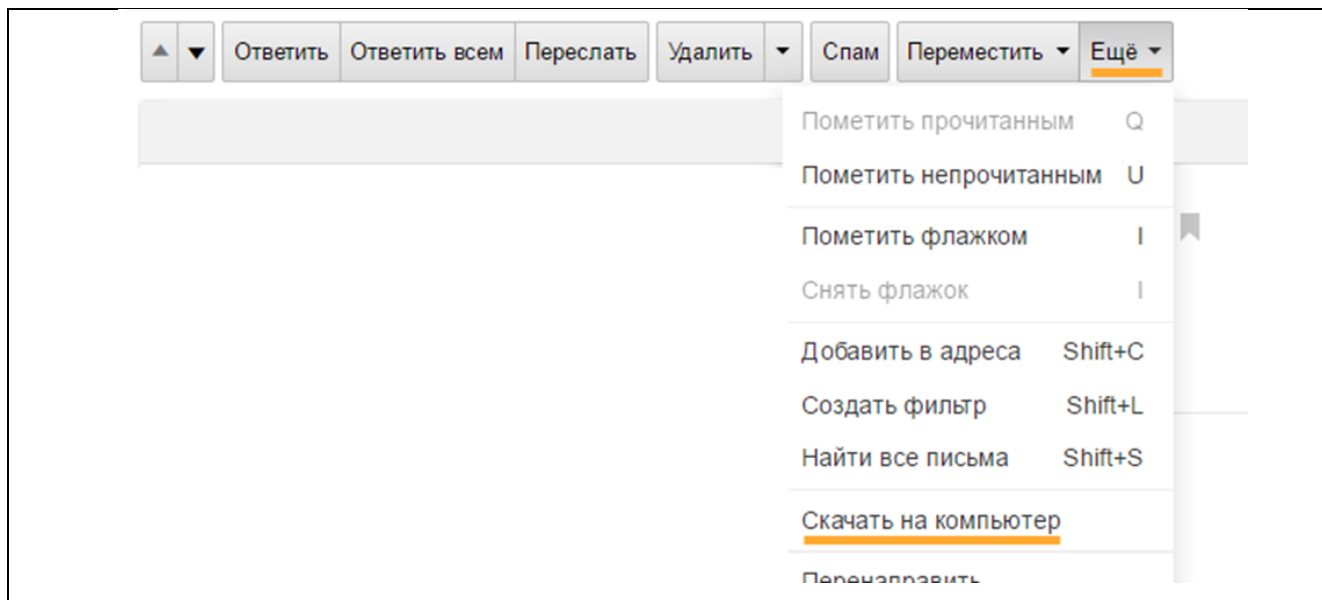 Ответить Ответить всем Переслать Удалить Спам Переместить Ещё
Пометить прочитанным Q
Пометить непрочитанным U
Пометить флажком I
Снять флажок I
Добавить в адреса Shift+C
Создать фильтр Shift+L
Найти все письма Shift+S
Скачать на компьютер
Перенаправить